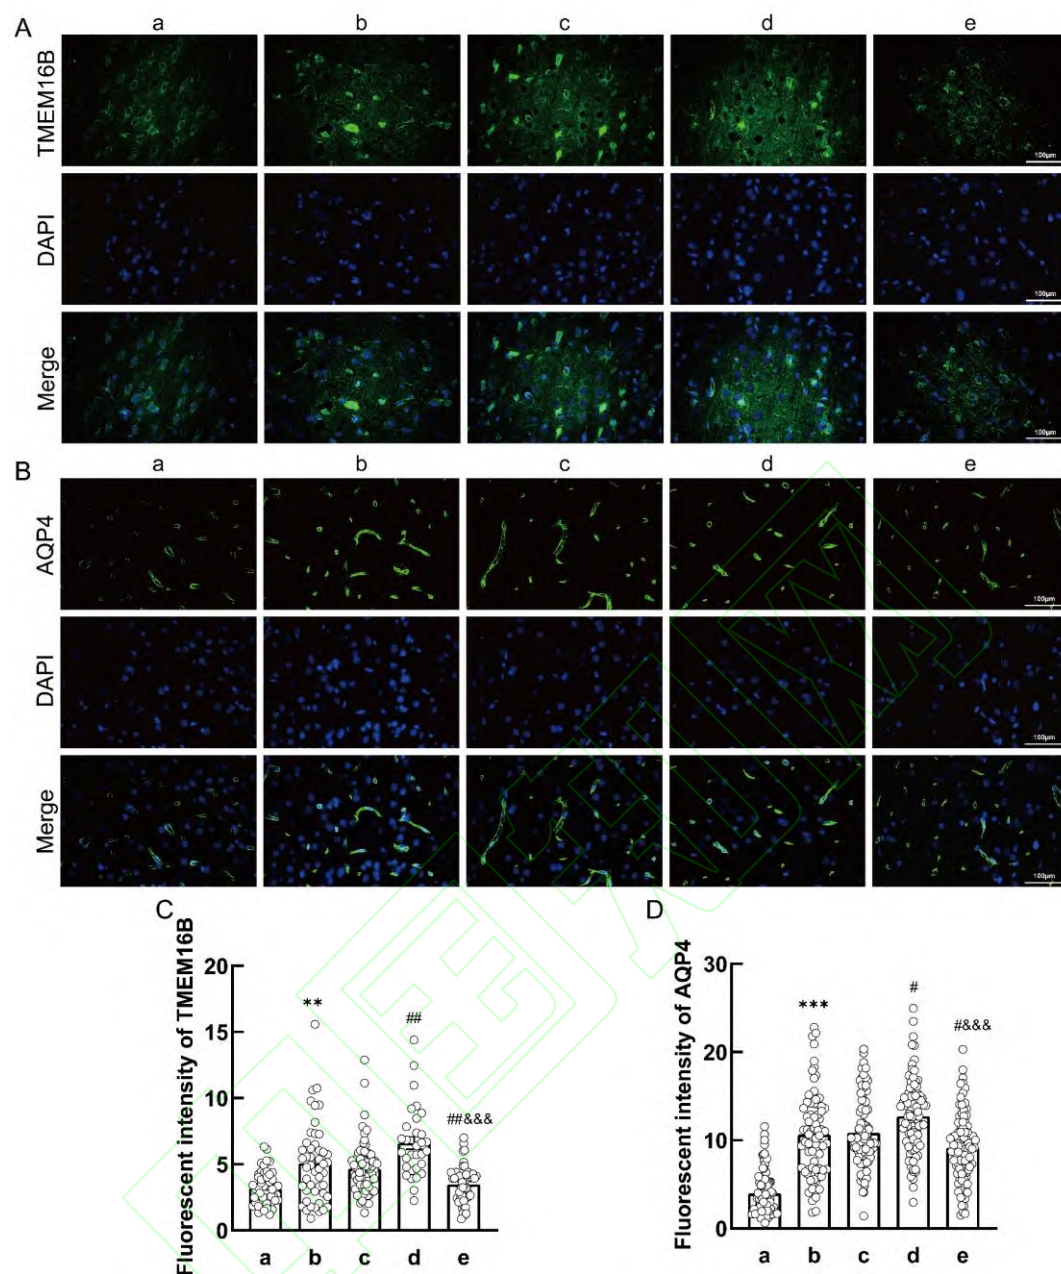 A
a b c d e
TMEM16B
100μm
DAPI
100μm
Merge
100μm
B
a b c d e
AQP4
100μm
DAPI
100μm
Merge
100μm
C
Fluorescent intensity of TMEM16B
20
15
10
5
0
**
##
##&&&
a b c d e
D
Fluorescent intensity of AQP4
30
20
10
0
***
#
#&&&
a b c d e